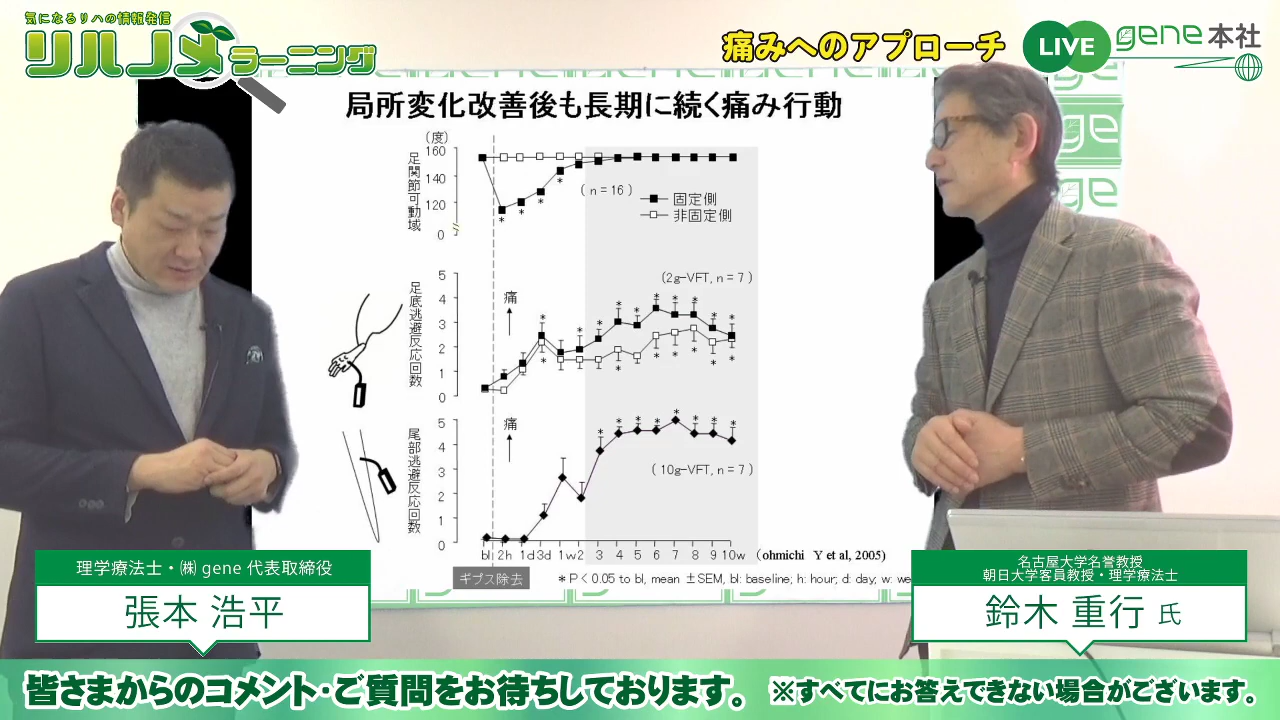 気になるリハの情報発信
リハノメ
ラーニング
痛みへのアプローチ
LIVE
gene 本社
局所変化改善後も長期に続く痛み行動
(度)
足関節可動域
160
140
120
0
(n=16)
固定側
非固定側
足底逃避反応回数
5
4
3
2
1
0
痛
(2g-VFT, n=7)
尾部逃避反応回数
5
4
3
2
1
0
痛
(10g-VFT, n=7)
bl 2h 1d 3d 1w 2 3 4 5 6 7 8 9 10w
(ohmichi Y et al, 2005)
ギプス除去
*P<0.05 to bl, mean ±SEM, bl: baseline; h: hour; d: day; w: we
ge
ge
理学療法士・㈱gene 代表取締役
張本 浩平
名古屋大学名誉教授
朝日大学客員教授・理学療法士
鈴木 重行 氏
皆さまからのコメント・ご質問をお待ちしております。 ※すべてにお答えできない場合がございます。